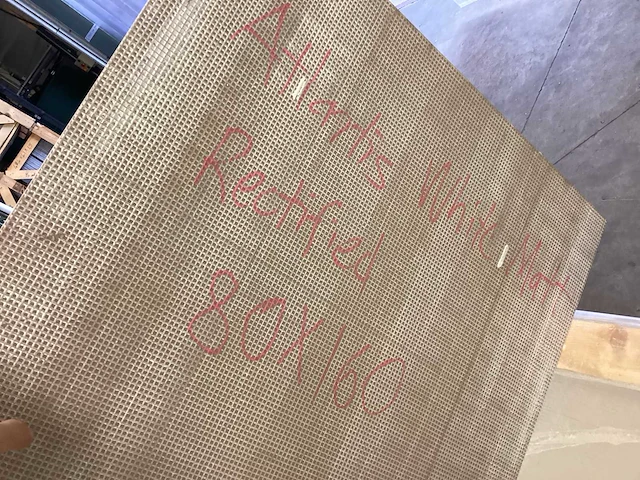 Atlantis White Matt
Rectified
80X160